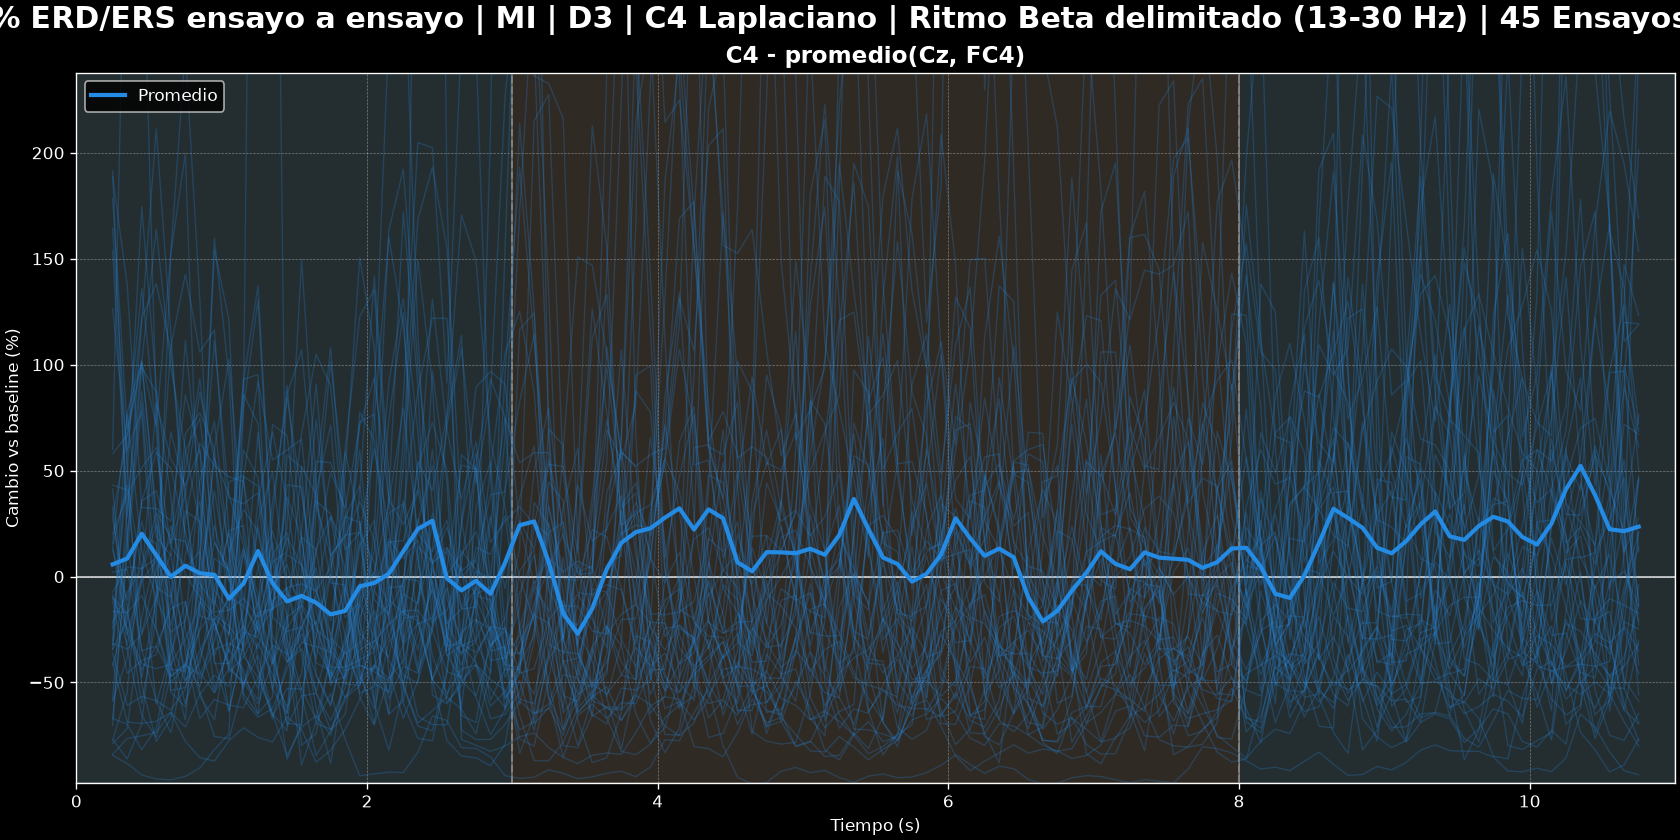 % ERD/ERS ensayo a ensayo | MI | D3 | C4 Laplaciano | Ritmo Beta delimitado (13-30 Hz) | 45 Ensayos
C4 - promedio(Cz, FC4)
Promedio
Cambio vs baseline (%)
200
150
100
50
0
−50
0 2 4 6 8 10
Tiempo (s)